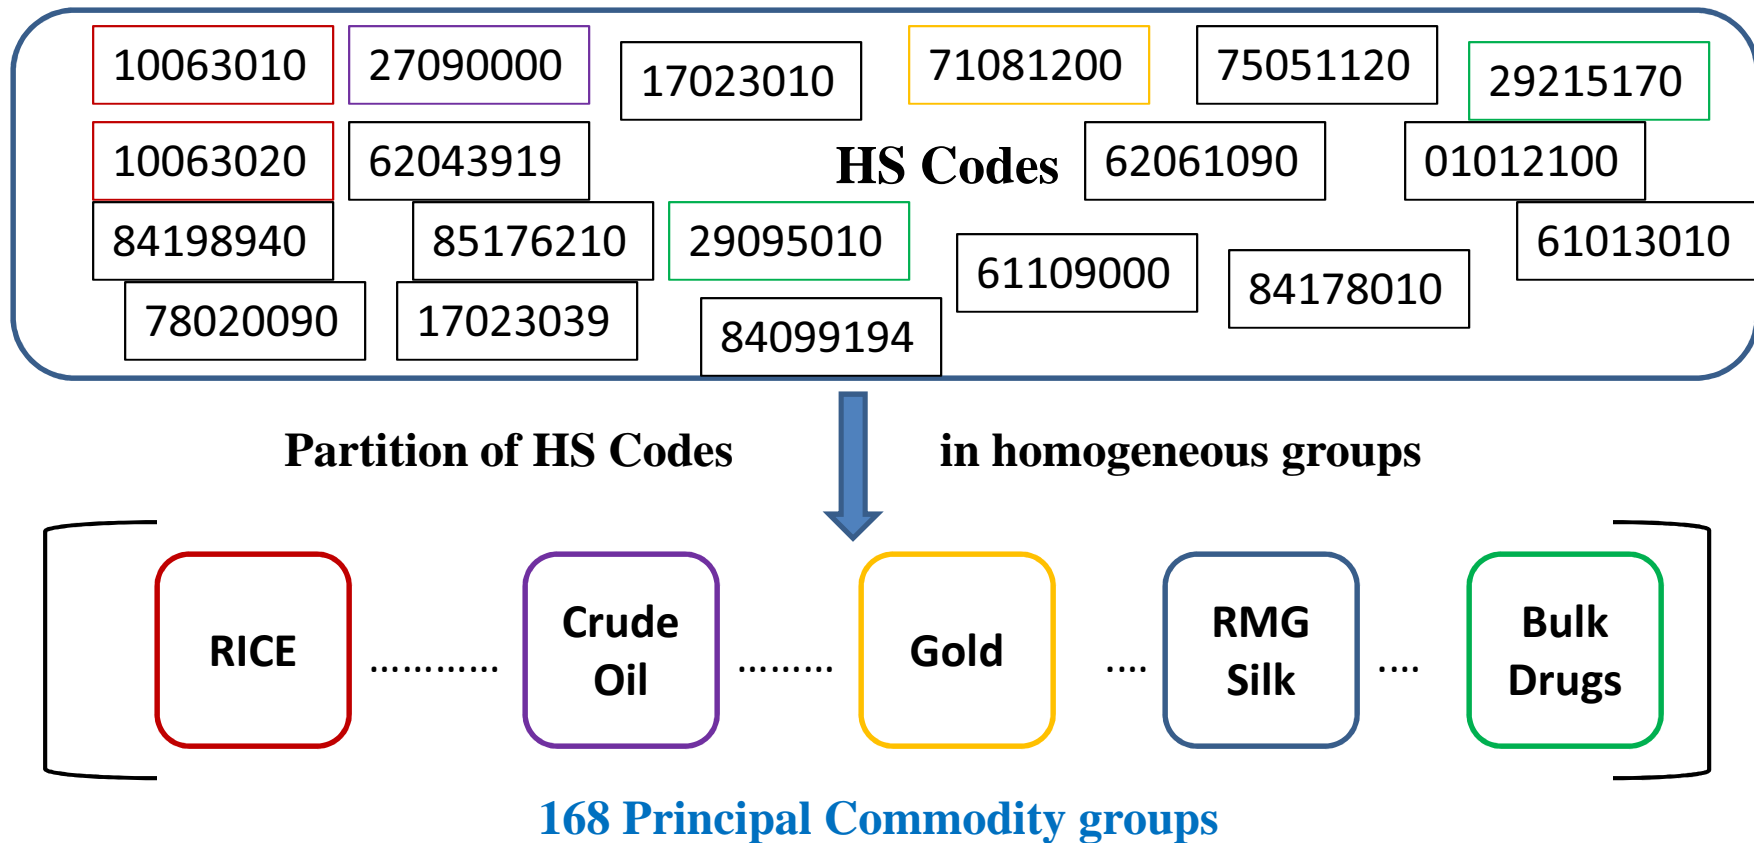 10063010 27090000 17023010 71081200 75051120 29215170
10063020 62043919 HS Codes 62061090 01012100
84198940 85176210 29095010 61109000 84178010 61013010
78020090 17023039 84099194
Partition of HS Codes in homogeneous groups
RICE ............. Crude Oil ......... Gold .... RMG Silk .... Bulk Drugs
168 Principal Commodity groups